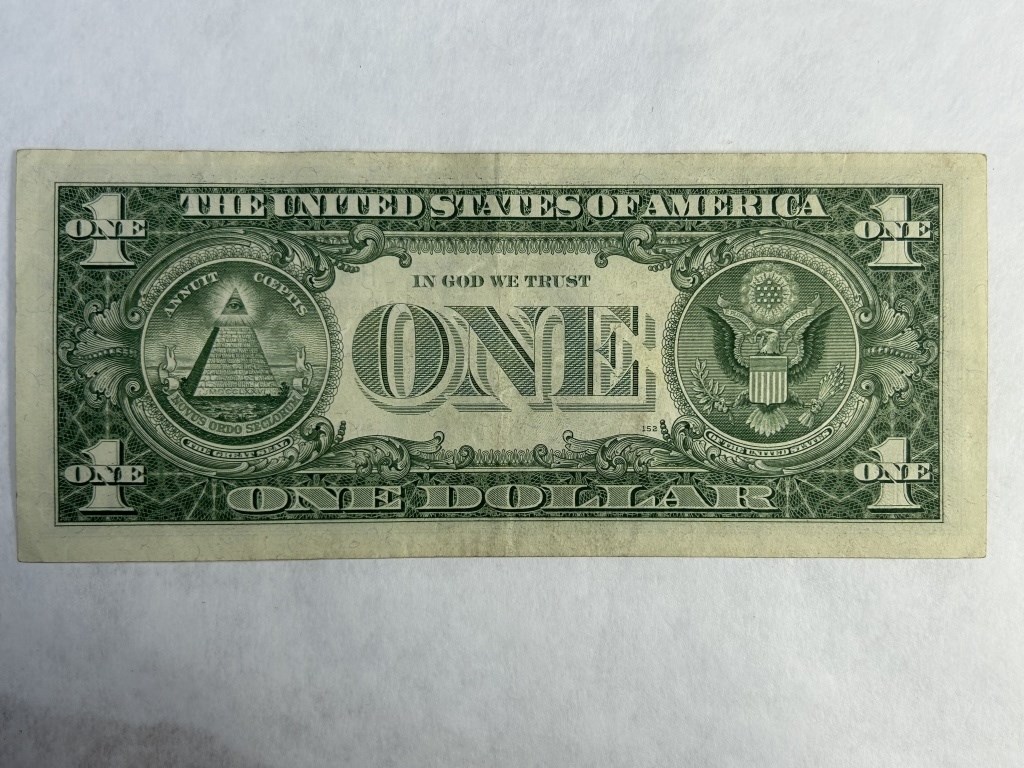 THE UNITED STATES OF AMERICA
1 ONE
1 ONE
IN GOD WE TRUST
ANNUIT CŒPTIS
ONE
NOVUS ORDO SECLORUM
152
THE GREAT SEAL
OF THE UNITED STATES
1 ONE
1 ONE
ONE DOLLAR